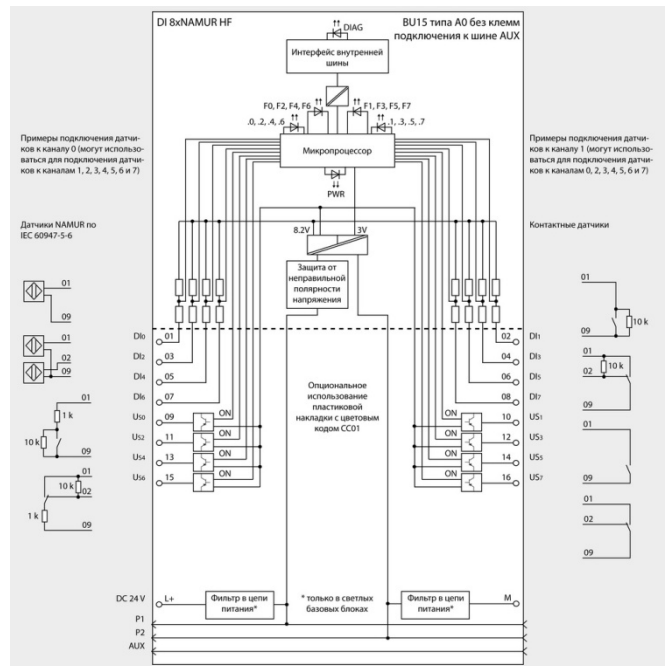 DI 8xNAMUR HF
BU15 типа A0 без клемм
подключения к шине AUX
DIAG
Интерфейс внутренней
шины
F0, F2, F4, F6
F1, F3, F5, F7
.0, .2, .4, .6
.1, .3, .5, .7
Микропроцессор
PWR
Примеры подключения датчи-
ков к каналу 0 (могут использо-
ваться для подключения датчи-
ков к каналам 1, 2, 3, 4, 5, 6 и 7)
Примеры подключения датчи-
ков к каналу 1 (могут использо-
ваться для подключения датчи-
ков к каналам 0, 2, 3, 4, 5, 6 и 7)
Датчики NAMUR по
IEC 60947-5-6
Контактные датчики
8.2V
3V
Защита от
неправильной
полярности
напряжения
01
09
01
02
09
01
1 k
10 k
09
01
10 k
02
1 k
09
DI0 01
DI2 03
DI4 05
DI6 07
US0 09 ON
US2 11 ON
US4 13 ON
US6 15 ON
Опциональное
использование
пластиковой
накладки с цветовым
кодом CC01
02 DI1
04 DI3
06 DI5
08 DI7
ON 10 US1
ON 12 US3
ON 14 US5
ON 16 US7
01
10 k
09
01
10 k
02
09
01
09
01
02
09
DC 24 V L+
Фильтр в цепи
питания*
* только в светлых
базовых блоках
Фильтр в цепи
питания*
M
P1
P2
AUX